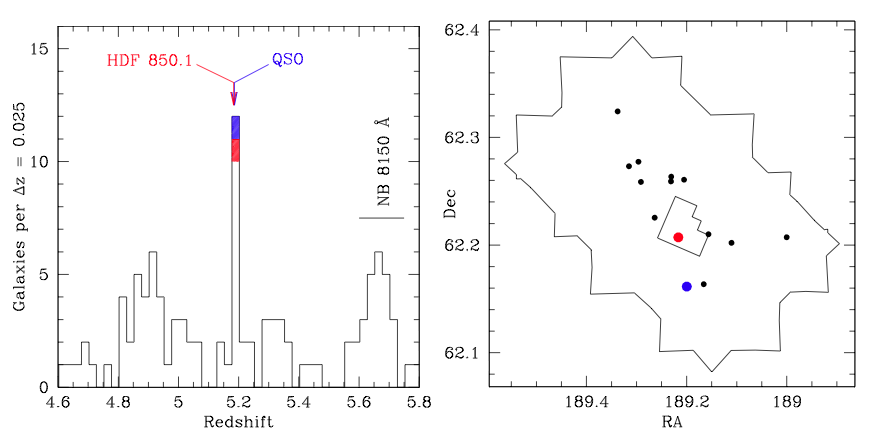 HDF 850.1
QSO
NB 8150 Å
Galaxies per Δz = 0.025
15
10
5
0
4.6 4.8 5 5.2 5.4 5.6 5.8
Redshift
Dec
62.4
62.3
62.2
62.1
189.4 189.2 189
RA